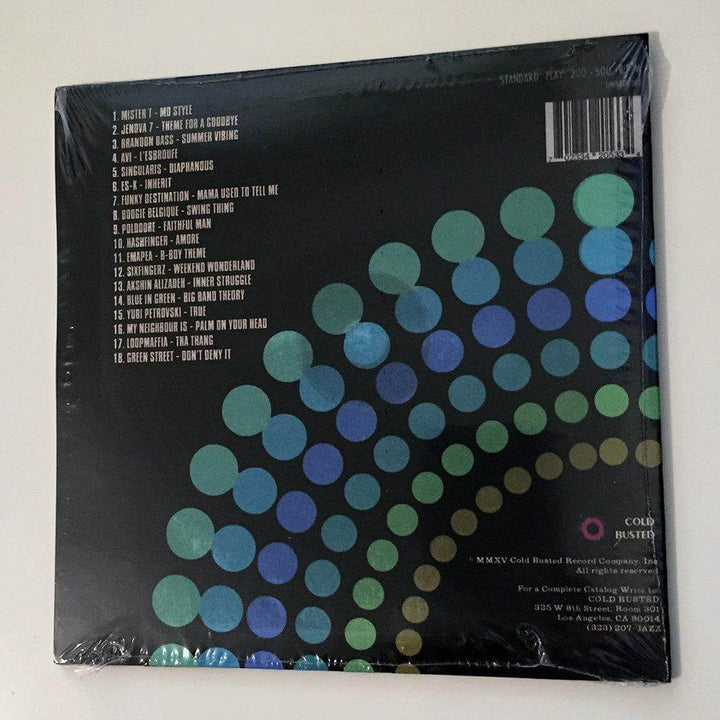 STANDARD PLAY 200-500
1. MISTER T - MO STYLE
2. JENOVA 7 - THEME FOR A GOODBYE
3. BRANDON BASS - SUMMER VIBING
4. AVI - L'ESBROUFE
5. SINGULARIS - DIAPHANOUS
6. ES-K - INHERIT
7. FUNKY DESTINATION - MAMA USED TO TELL ME
8. BOOGIE BELGIQUE - SWING THING
9. POLDOORE - FAITHFUL MAN
10. HASHFINGER - AMORE
11. EMAPEA - B-BOY THEME
12. SIXFINGERZ - WEEKEND WONDERLAND
13. AKSHIN ALIZADEH - INNER STRUGGLE
14. BLUE IN GREEN - BIG BAND THEORY
15. YURI PETROVSKI - TRUE
16. MY NEIGHBOUR IS - PALM ON YOUR HEAD
17. LOOPMAFFIA - THA THANG
18. GREEN STREET - DON'T DENY IT
COLD
BUSTED
© MMXV Cold Busted Record Company, Inc
All rights reserved
For a Complete Catalog Write to:
COLD BUSTED
325 W 8th Street, Room 301
Los Angeles, CA 90014
(323) 207-JAZZ